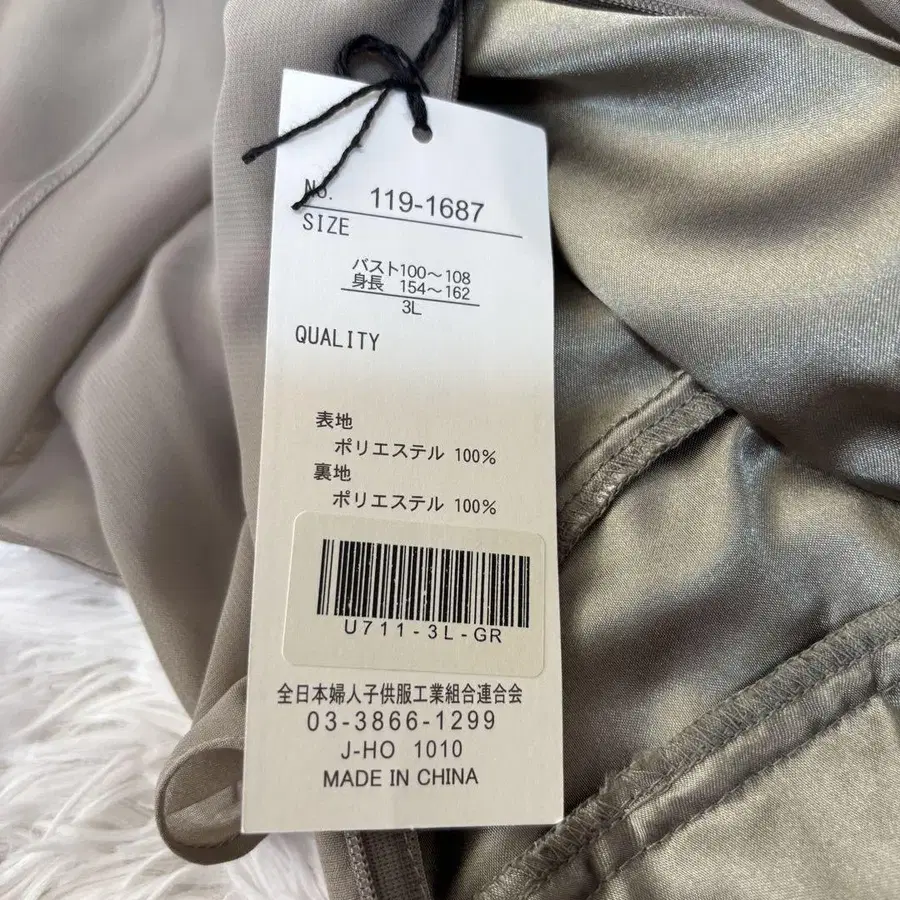 No. 119-1687
SIZE
バスト100～108
身長 154～162
3L
QUALITY
表地
ポリエステル 100%
裏地
ポリエステル 100%
U711-3L-GR
全日本婦人子供服工業組合連合会
03-3866-1299
J-HO 1010
MADE IN CHINA